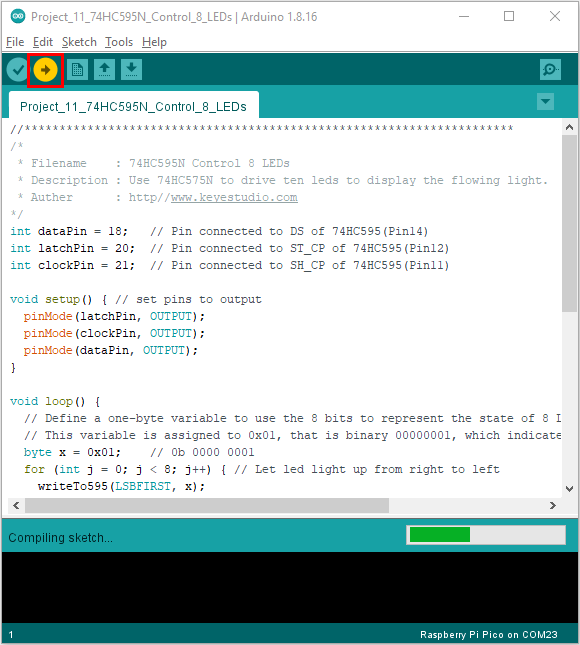 Project_11_74HC595N_Control_8_LEDs | Arduino 1.8.16
File Edit Sketch Tools Help
Project_11_74HC595N_Control_8_LEDs
//**********************************************************************
/*
 * Filename    : 74HC595N Control 8 LEDs
 * Description : Use 74HC575N to drive ten leds to display the flowing light.
 * Auther      : http//www.keyestudio.com
*/
int dataPin = 18;   // Pin connected to DS of 74HC595(Pin14)
int latchPin = 20;  // Pin connected to ST_CP of 74HC595(Pin12)
int clockPin = 21;  // Pin connected to SH_CP of 74HC595(Pin11)
void setup() { // set pins to output
  pinMode(latchPin, OUTPUT);
  pinMode(clockPin, OUTPUT);
  pinMode(dataPin, OUTPUT);
}
void loop() {
  // Define a one-byte variable to use the 8 bits to represent the state of 8 L
  // This variable is assigned to 0x01, that is binary 00000001, which indicate
  byte x = 0x01;    // 0b 0000 0001
  for (int j = 0; j < 8; j++) { // Let led light up from right to left
    writeTo595(LSBFIRST, x);
Compiling sketch...
1 Raspberry Pi Pico on COM23